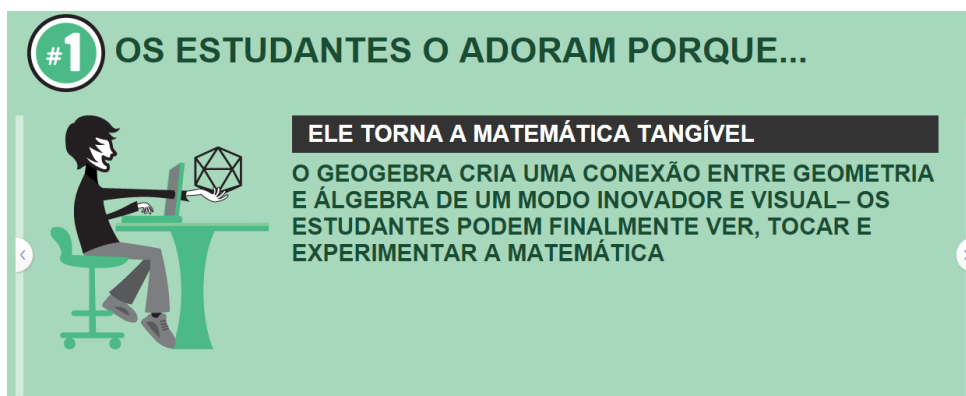 #1 OS ESTUDANTES O ADORAM PORQUE...
ELE TORNA A MATEMÁTICA TANGÍVEL
O GEOGEBRA CRIA UMA CONEXÃO ENTRE GEOMETRIA
E ÁLGEBRA DE UM MODO INOVADOR E VISUAL– OS
ESTUDANTES PODEM FINALMENTE VER, TOCAR E
EXPERIMENTAR A MATEMÁTICA